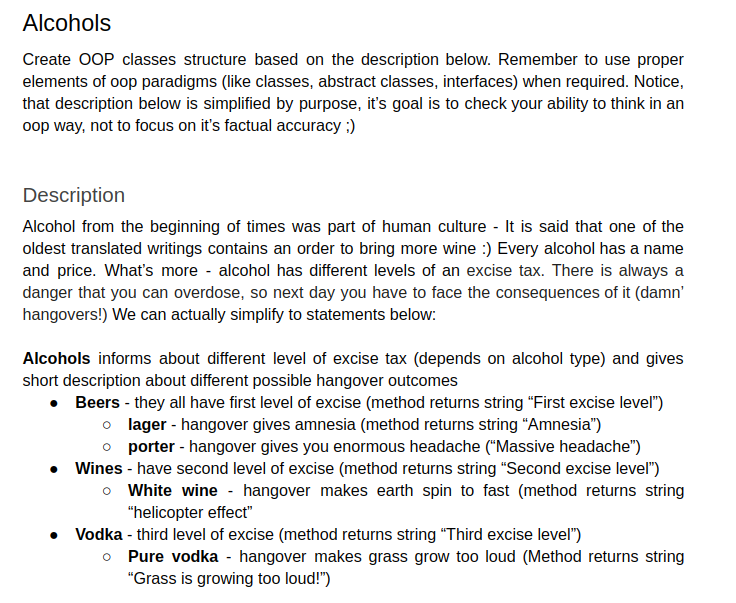 Alcohols
Create OOP classes structure based on the description below. Remember to use proper
elements of oop paradigms (like classes, abstract classes, interfaces) when required. Notice,
that description below is simplified by purpose, it’s goal is to check your ability to think in an
oop way, not to focus on it’s factual accuracy ;)
Description
Alcohol from the beginning of times was part of human culture - It is said that one of the
oldest translated writings contains an order to bring more wine :) Every alcohol has a name
and price. What’s more - alcohol has different levels of an excise tax. There is always a
danger that you can overdose, so next day you have to face the consequences of it (damn’
hangovers!) We can actually simplify to statements below:
Alcohols informs about different level of excise tax (depends on alcohol type) and gives
short description about different possible hangover outcomes
● Beers - they all have first level of excise (method returns string “First excise level”)
○ lager - hangover gives amnesia (method returns string “Amnesia”)
○ porter - hangover gives you enormous headache (“Massive headache”)
● Wines - have second level of excise (method returns string “Second excise level”)
○ White wine - hangover makes earth spin to fast (method returns string
“helicopter effect”
● Vodka - third level of excise (method returns string “Third excise level”)
○ Pure vodka - hangover makes grass grow too loud (Method returns string
“Grass is growing too loud!”)